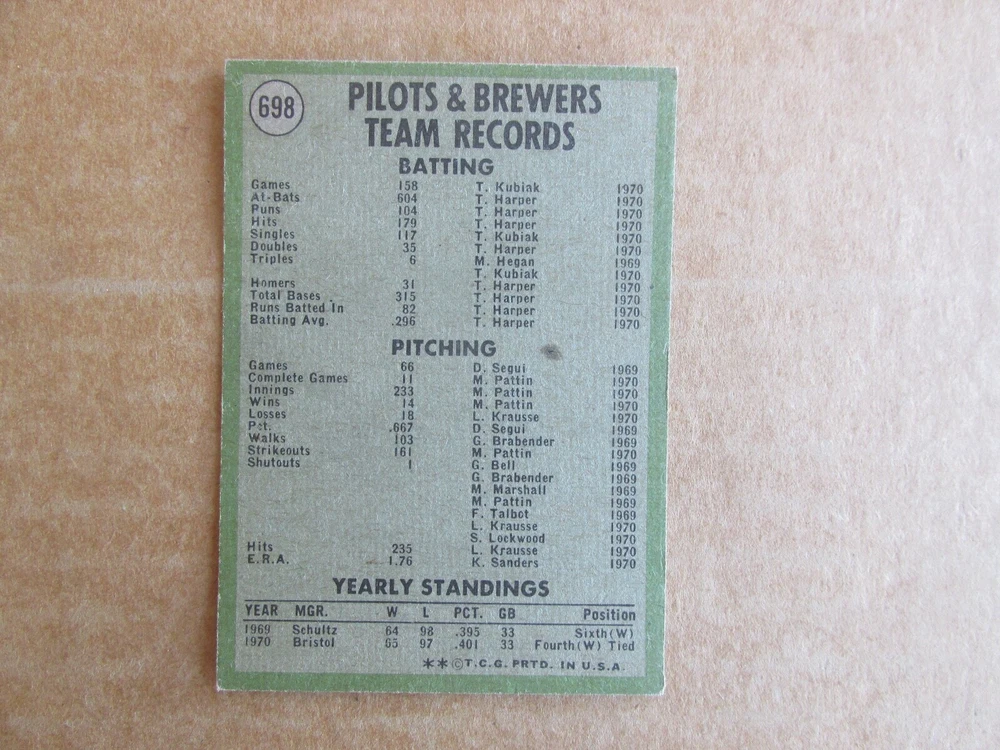 698
PILOTS & BREWERS
TEAM RECORDS
BATTING
Games 158 T. Kubiak 1970
At-Bats 604 T. Harper 1970
Runs 104 T. Harper 1970
Hits 179 T. Harper 1970
Singles 117 T. Kubiak 1970
Doubles 35 T. Harper 1970
Triples 6 M. Hegan 1969
T. Kubiak 1970
Homers 31 T. Harper 1970
Total Bases 315 T. Harper 1970
Runs Batted In 82 T. Harper 1970
Batting Avg. .296 T. Harper 1970
PITCHING
Games 66 D. Segui 1969
Complete Games 11 M. Pattin 1970
Innings 233 M. Pattin 1970
Wins 14 M. Pattin 1970
Losses 18 L. Krausse 1970
Pct. .667 D. Segui 1969
Walks 103 G. Brabender 1969
Strikeouts 161 M. Pattin 1970
Shutouts 1 G. Bell 1969
G. Brabender 1969
M. Marshall 1969
M. Pattin 1969
F. Talbot 1969
L. Krausse 1970
S. Lockwood 1970
Hits 235 L. Krausse 1970
E.R.A. 1.76 K. Sanders 1970
YEARLY STANDINGS
YEAR MGR. W L PCT. GB Position
1969 Schultz 64 98 .395 33 Sixth(W)
1970 Bristol 65 97 .401 33 Fourth(W) Tied
**©T.C.G. PRTD. IN U.S.A.